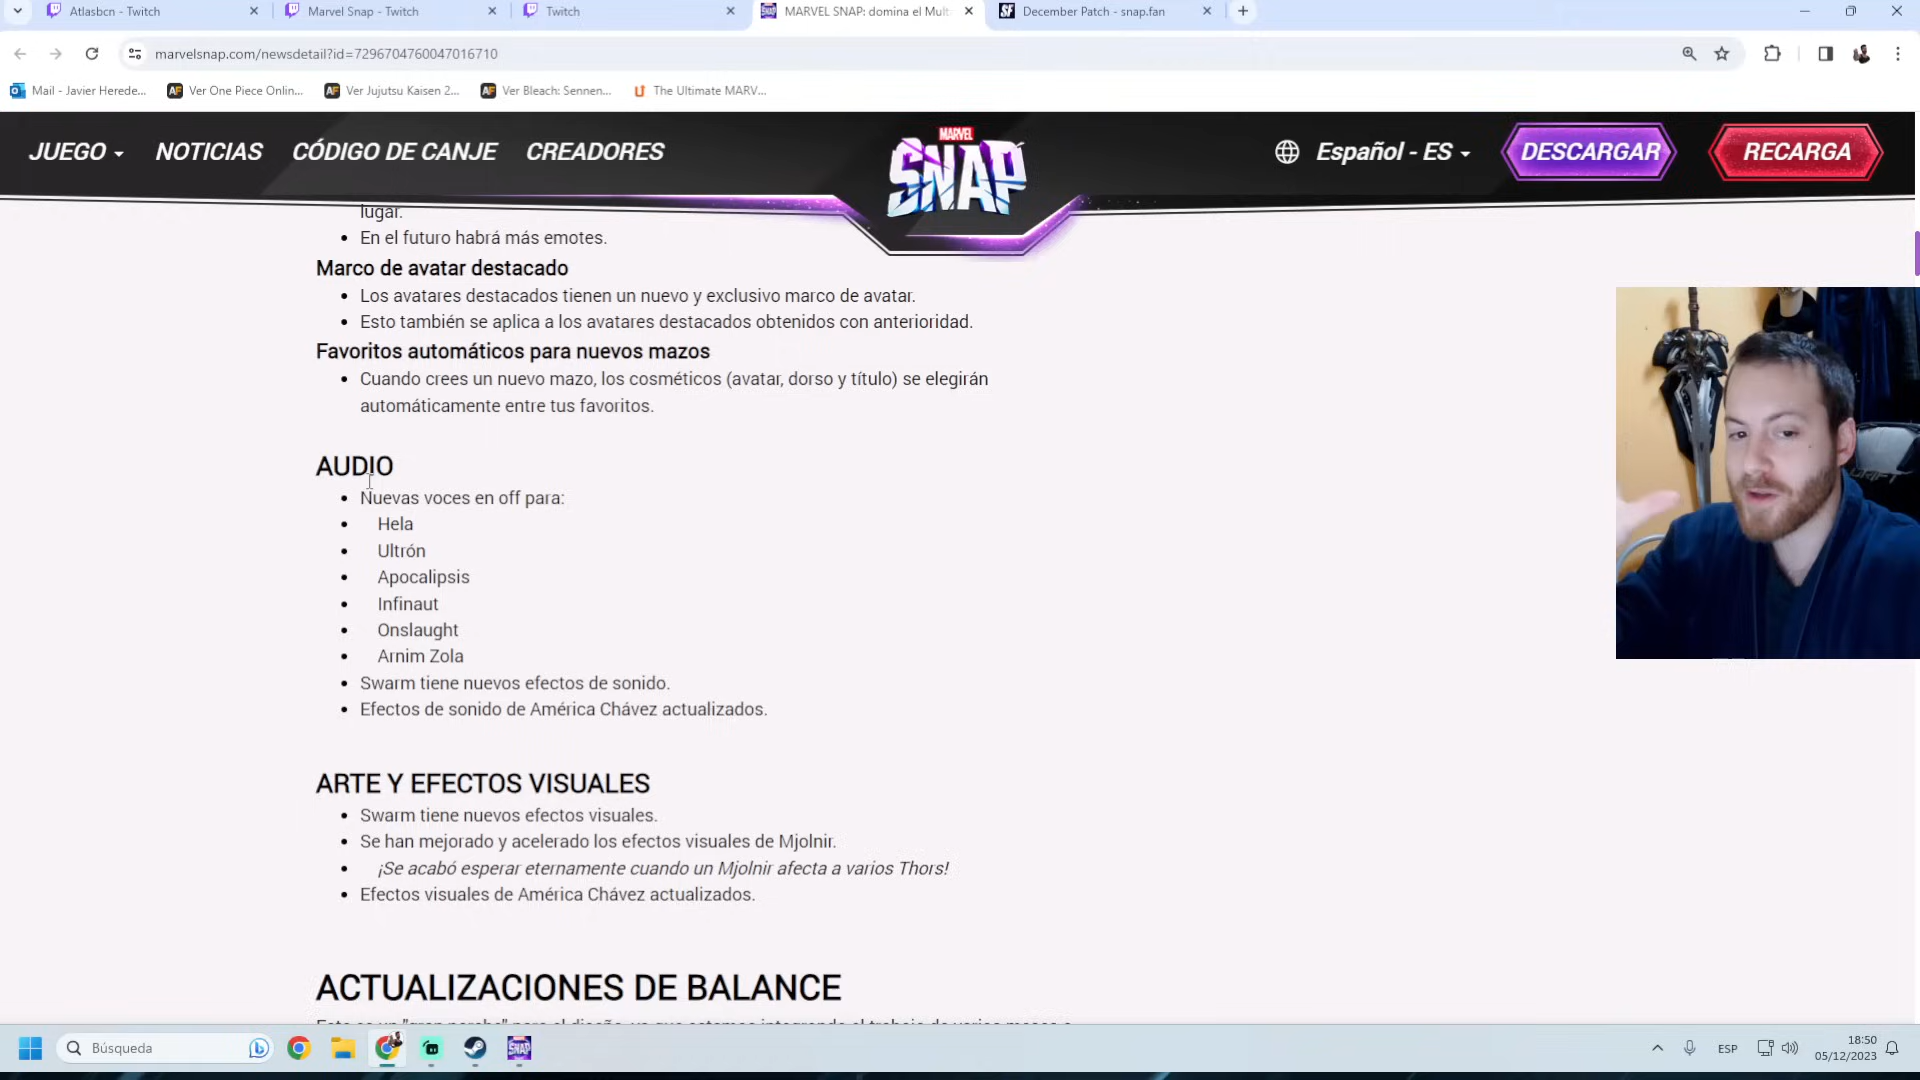 Atlasbcn - Twitch
Marvel Snap - Twitch
Twitch
MARVEL SNAP: domina el Mult
December Patch - snap.fan
marvelsnap.com/newsdetail?id=7296704760047016710
Mail - Javier Herede...
Ver One Piece Onlin...
Ver Jujutsu Kaisen 2...
Ver Bleach: Sennen...
The Ultimate MARV...
JUEGO
NOTICIAS
CÓDIGO DE CANJE
CREADORES
MARVEL
SNAP
Español - ES
DESCARGAR
RECARGA
lugar.
• En el futuro habrá más emotes.
Marco de avatar destacado
• Los avatares destacados tienen un nuevo y exclusivo marco de avatar.
• Esto también se aplica a los avatares destacados obtenidos con anterioridad.
Favoritos automáticos para nuevos mazos
• Cuando crees un nuevo mazo, los cosméticos (avatar, dorso y título) se elegirán
automáticamente entre tus favoritos.
AUDIO
• Nuevas voces en off para:
• Hela
• Ultrón
• Apocalipsis
• Infinaut
• Onslaught
• Arnim Zola
• Swarm tiene nuevos efectos de sonido.
• Efectos de sonido de América Chávez actualizados.
ARTE Y EFECTOS VISUALES
• Swarm tiene nuevos efectos visuales.
• Se han mejorado y acelerado los efectos visuales de Mjolnir.
• ¡Se acabó esperar eternamente cuando un Mjolnir afecta a varios Thors!
• Efectos visuales de América Chávez actualizados.
ACTUALIZACIONES DE BALANCE
Búsqueda
ESP
18:50
05/12/2023